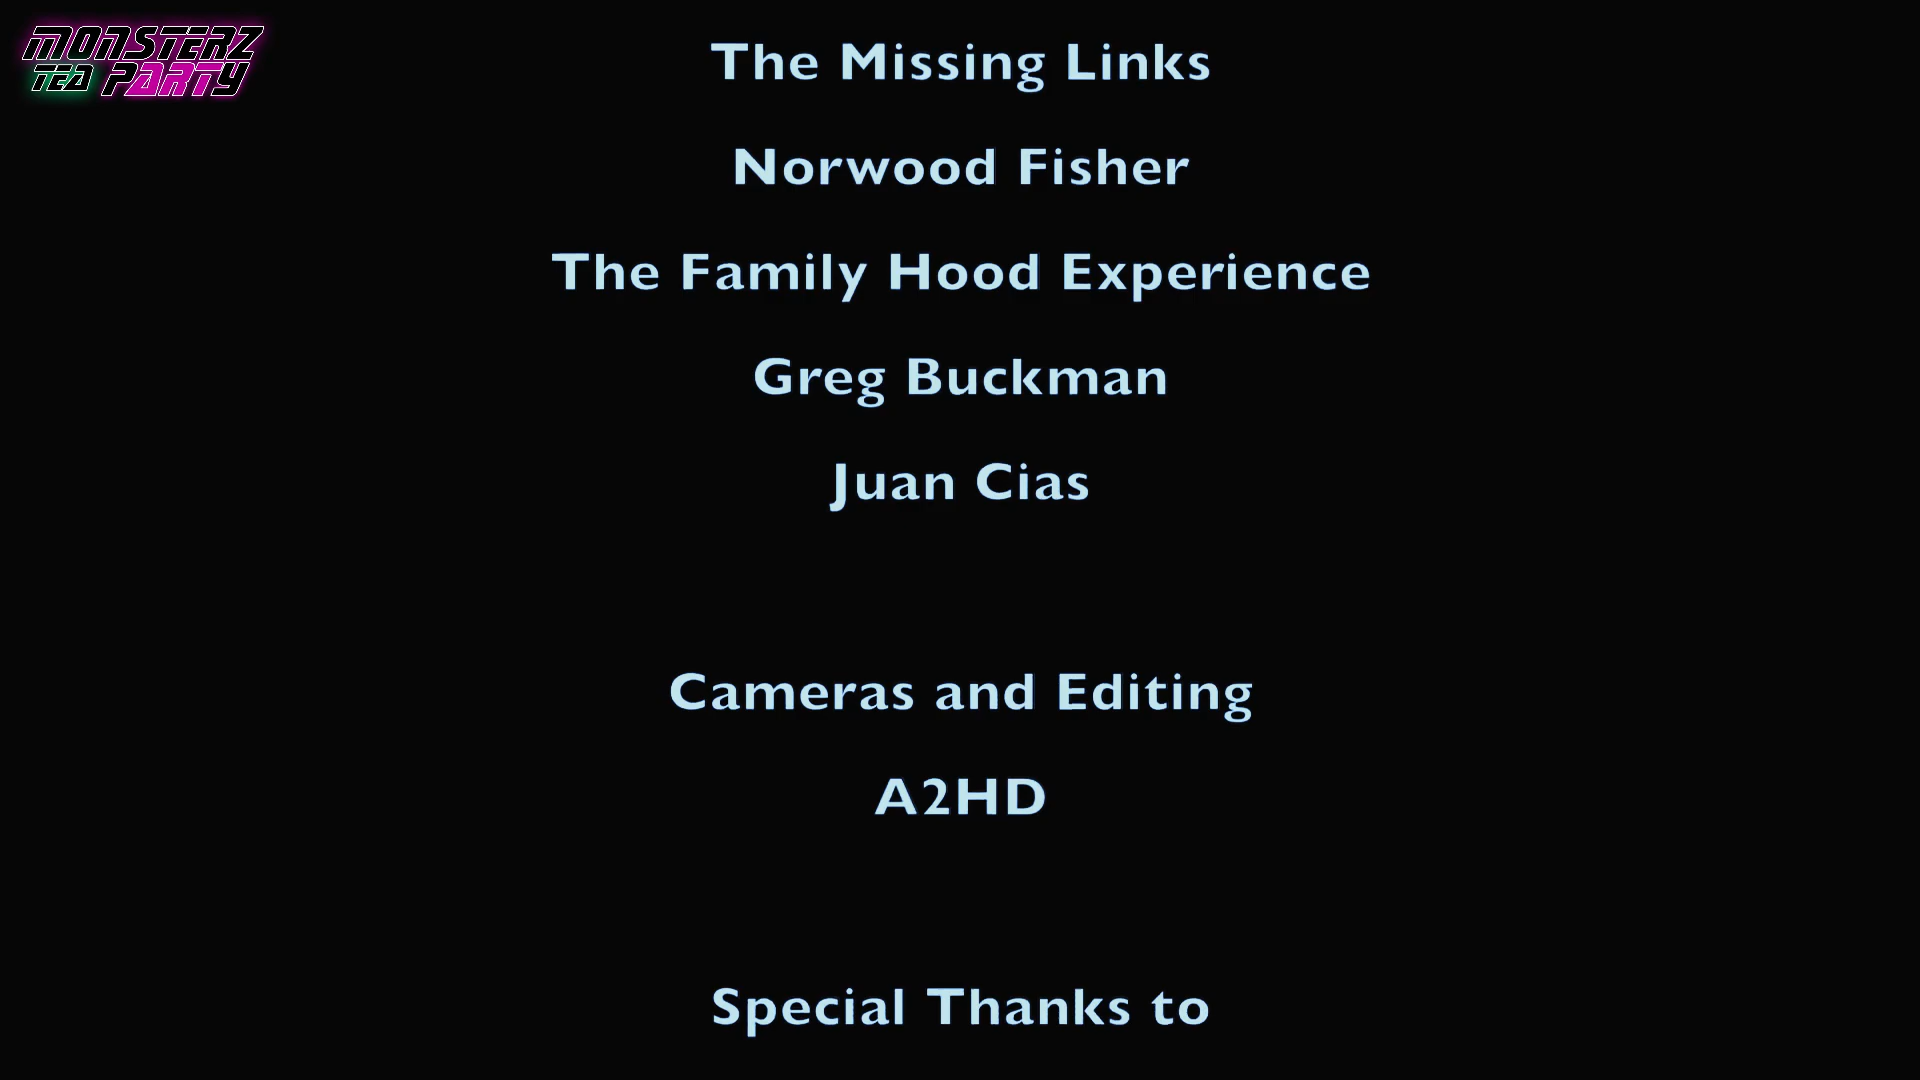 MONSTERZ
TEA PARTY
The Missing Links
Norwood Fisher
The Family Hood Experience
Greg Buckman
Juan Cias
Cameras and Editing
A2HD
Special Thanks to